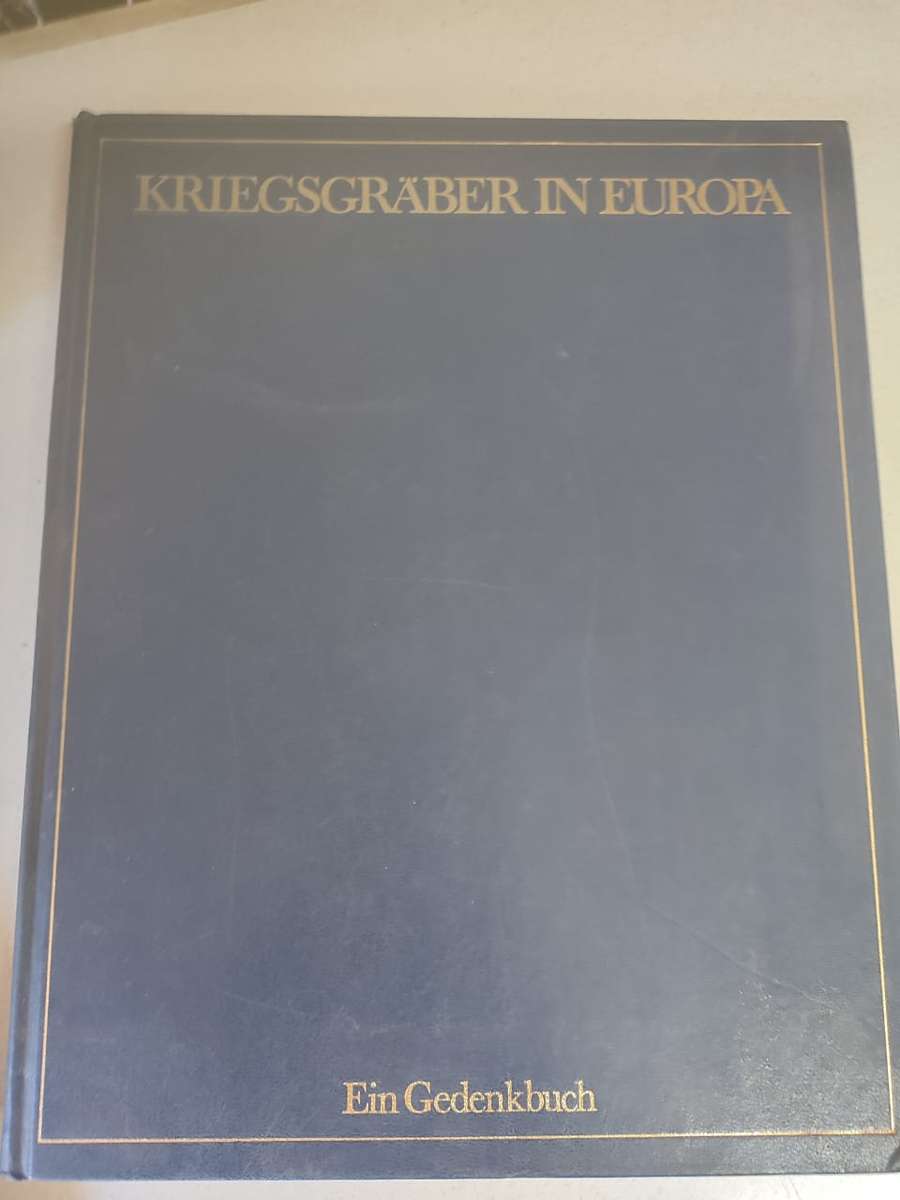 KRIEGSGRÄBER IN EUROPA
Ein Gedenkbuch